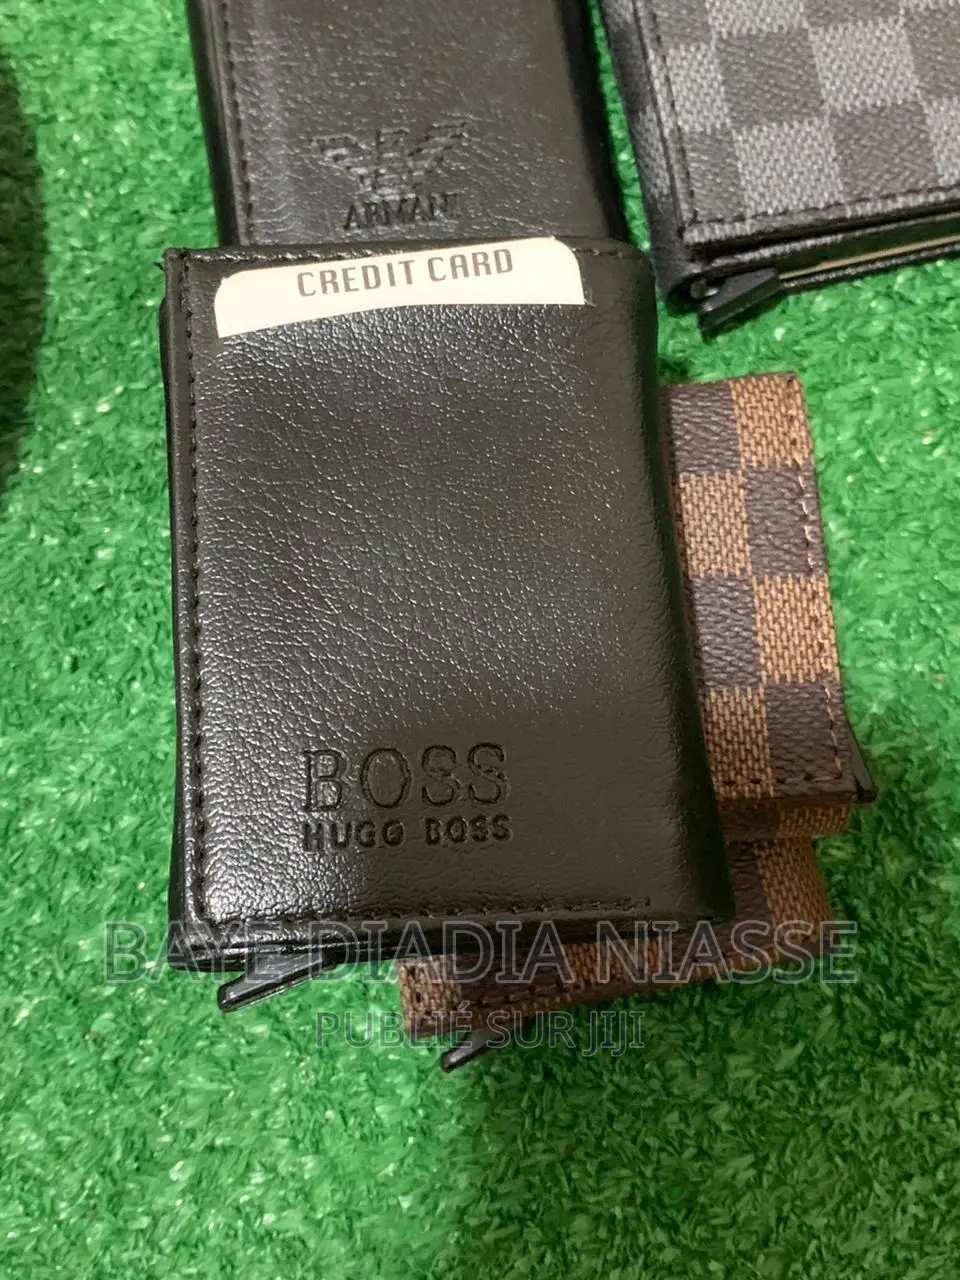 ARMANI
CREDIT CARD
BOSS
HUGO BOSS
BAYE DIADIA NIASSE
PUBLIÉ SUR JIJI